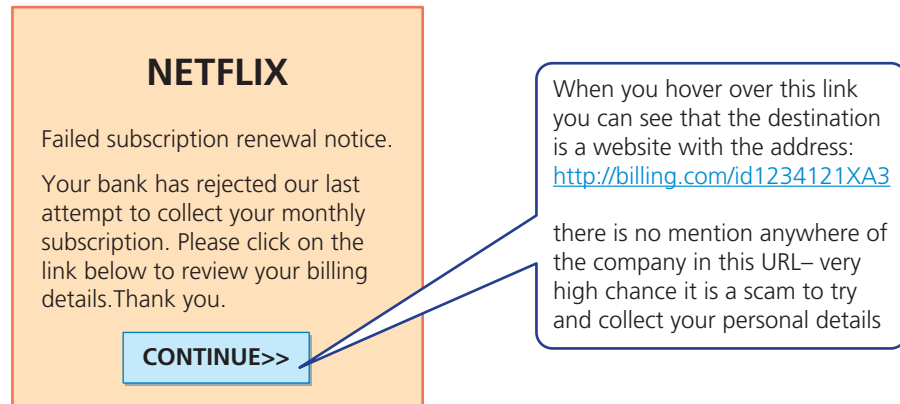 NETFLIX
Failed subscription renewal notice.
Your bank has rejected our last
attempt to collect your monthly
subscription. Please click on the
link below to review your billing
details.Thank you.
CONTINUE>>
When you hover over this link
you can see that the destination
is a website with the address:
http://billing.com/id1234121XA3
there is no mention anywhere of
the company in this URL– very
high chance it is a scam to try
and collect your personal details